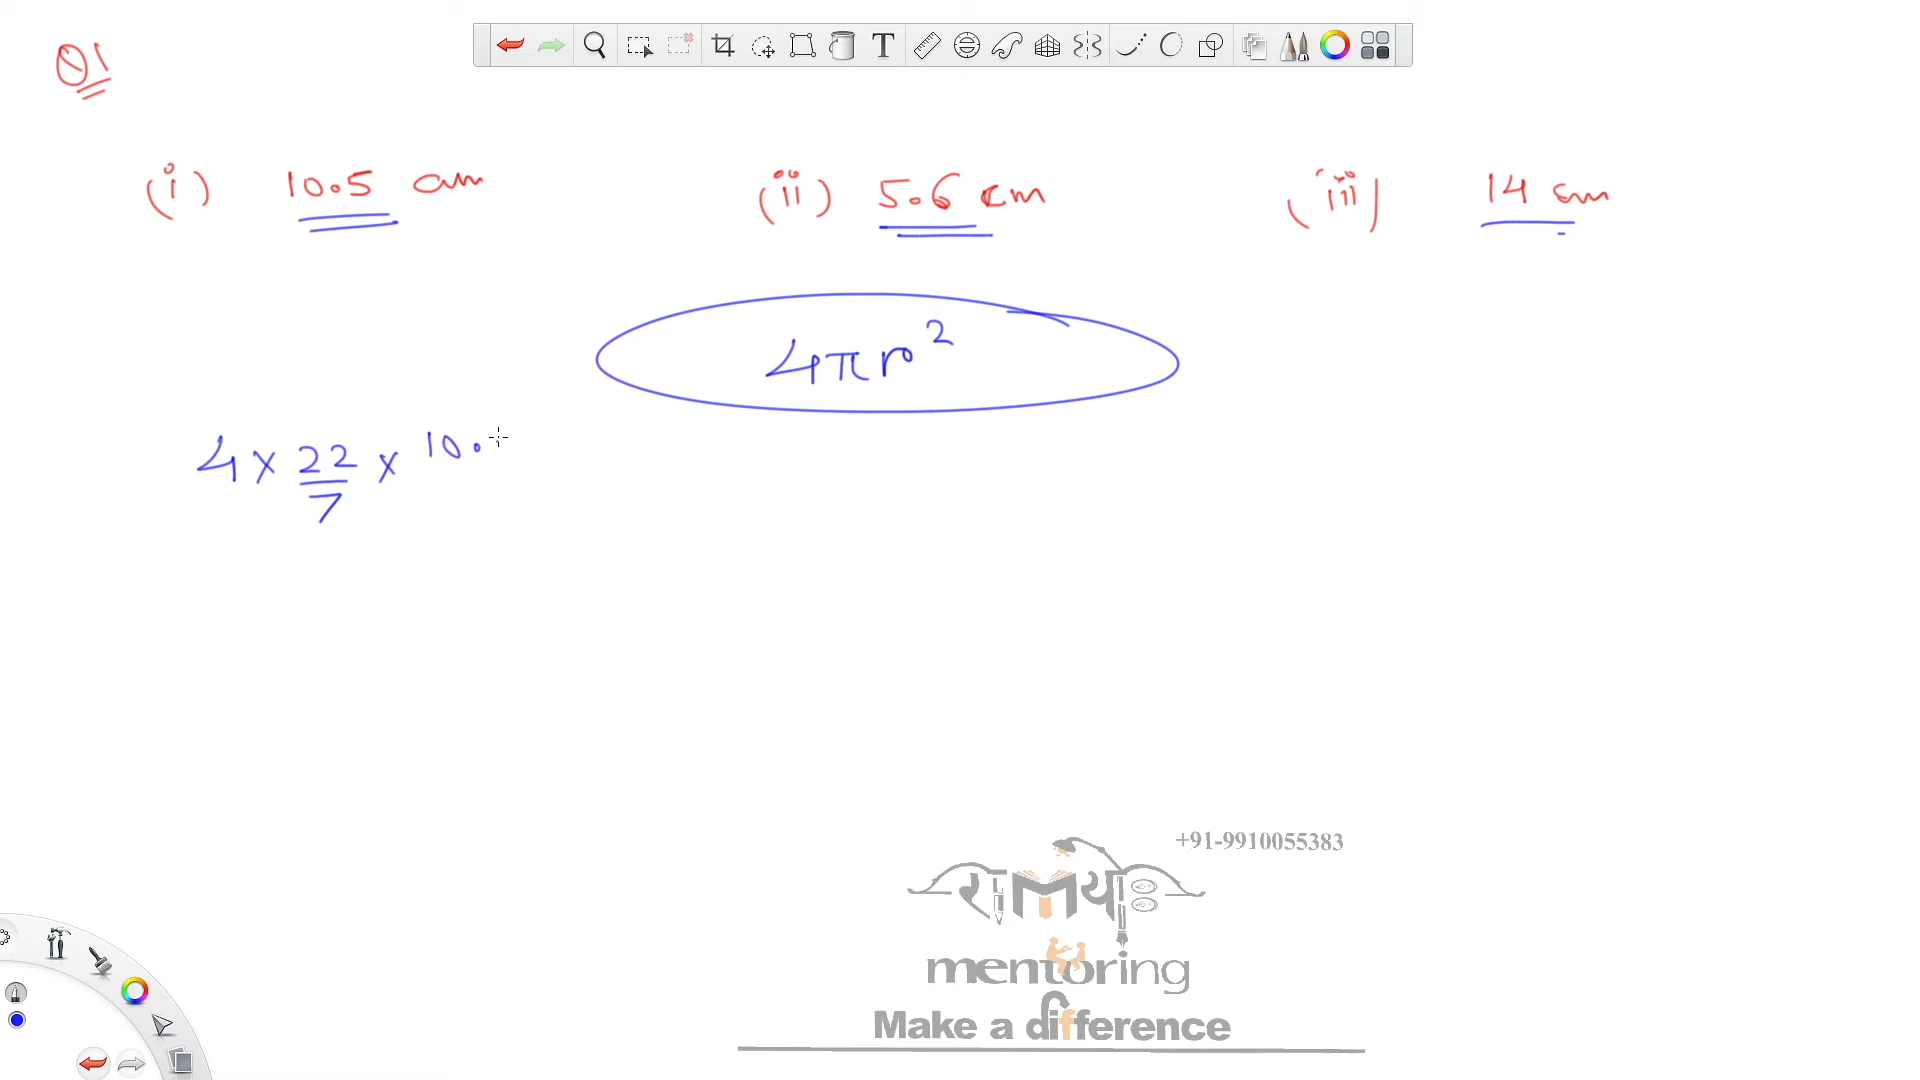 Q1
(i) 10.5 cm (ii) 5.6 cm (iii) 14 cm
4πr²
4 × 22/7 × 10.
+91-9910055383
रामया
mentoring
Make a difference